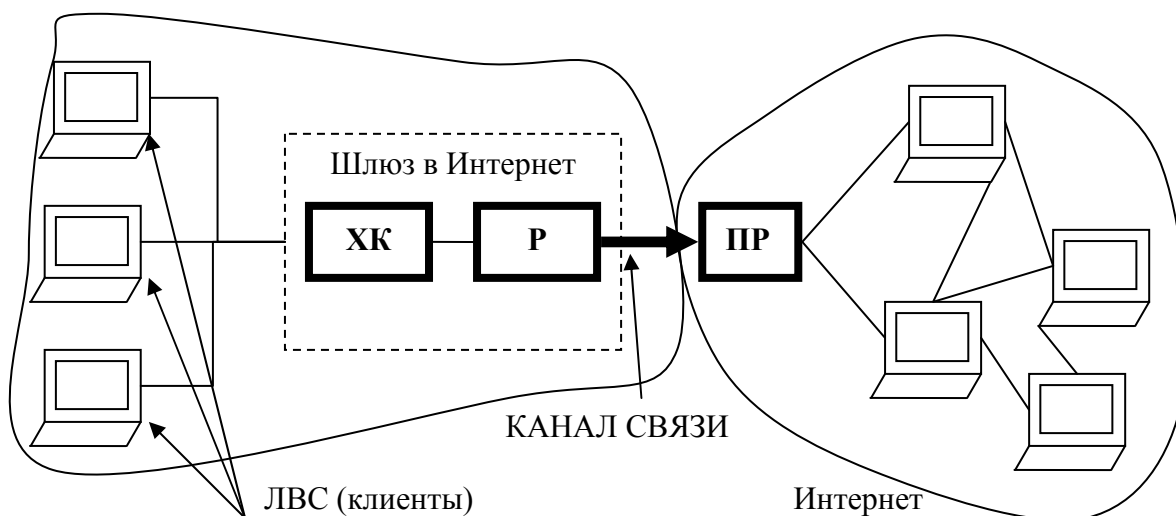 Шлюз в Интернет
ХК
Р
ПР
КАНАЛ СВЯЗИ
ЛВС (клиенты)
Интернет